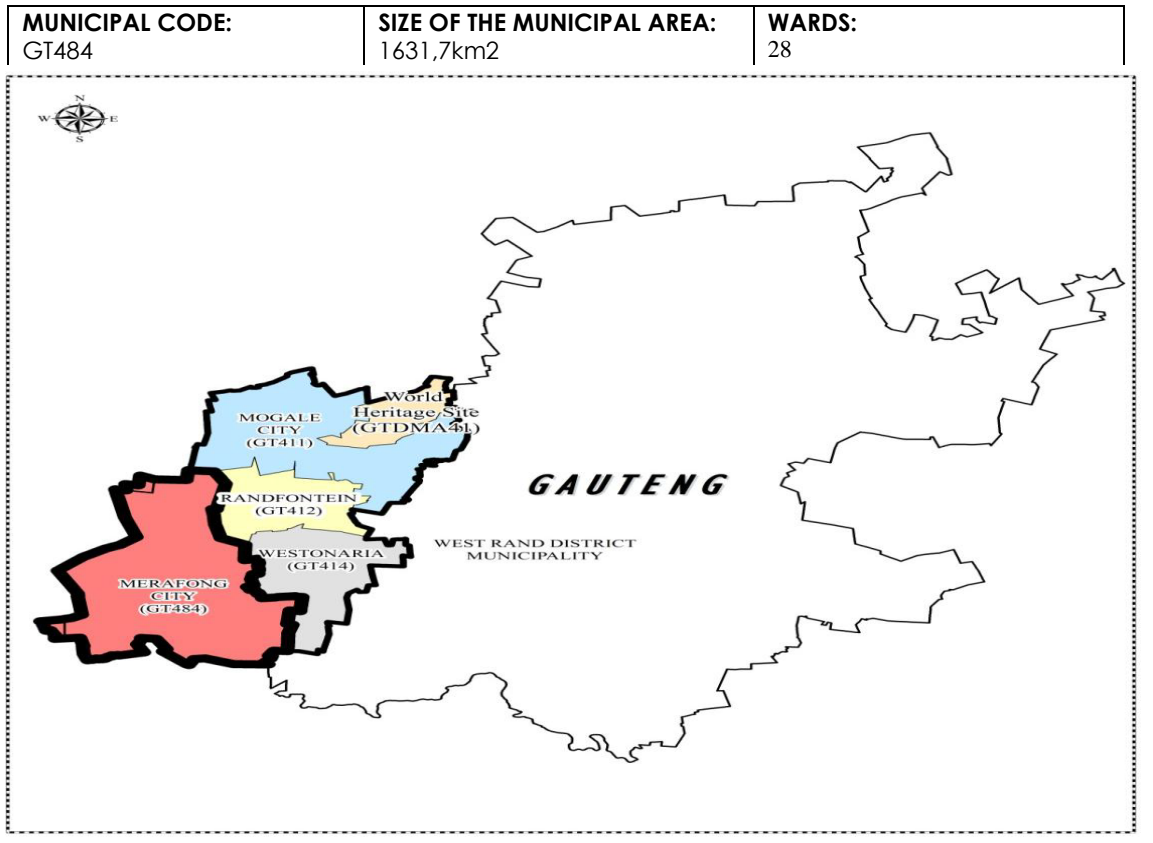 MUNICIPAL CODE:
GT484
SIZE OF THE MUNICIPAL AREA:
1631,7km2
WARDS:
28
N
W E
S
World
Heritage Site
(GTDMA41)
MOGALE
CITY
(GT411)
GAUTENG
RANDFONTEIN
(GT412)
WEST RAND DISTRICT
MUNICIPALITY
WESTONARIA
(GT414)
MERAFONG
CITY
(GT484)